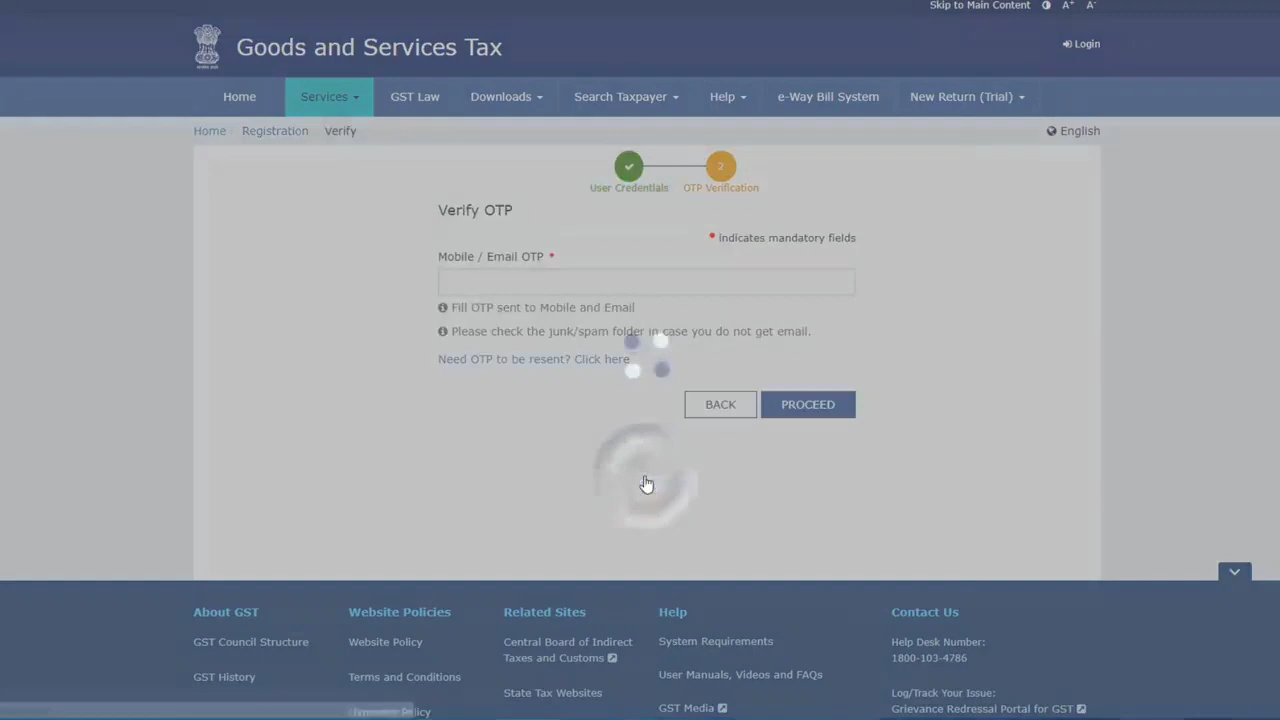 Skip to Main Content A+ A-
Goods and Services Tax
Login
Home Services GST Law Downloads Search Taxpayer Help e-Way Bill System New Return (Trial)
Home Registration Verify English
2
User Credentials OTP Verification
Verify OTP
* indicates mandatory fields
Mobile / Email OTP *
Fill OTP sent to Mobile and Email
Please check the junk/spam folder in case you do not get email.
Need OTP to be resent? Click here
BACK PROCEED
About GST Website Policies Related Sites Help Contact Us
GST Council Structure Website Policy Central Board of Indirect System Requirements Help Desk Number:
Taxes and Customs 1800-103-4786
GST History Terms and Conditions State Tax Websites User Manuals, Videos and FAQs Log/Track Your Issue:
Policy GST Media Grievance Redressal Portal for GST